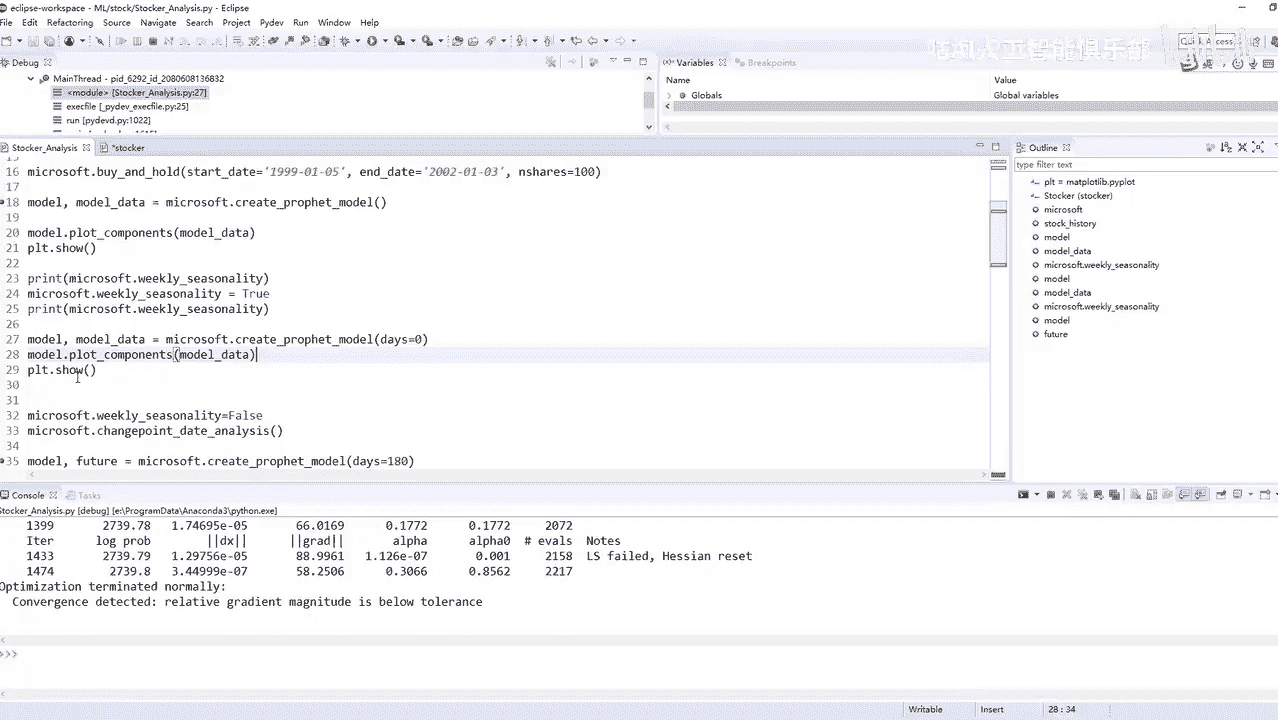 eclipse-workspace - ML/stock/Stocker_Analysis.py - Eclipse
File Edit Refactoring Source Navigate Search Project Pydev Run Window Help
Quick Access
人工智能俱乐部
Debug
MainThread - pid_6292_id_2080608136832
<module> [Stocker_Analysis.py:27]
execfile [_pydev_execfile.py:25]
run [pydevd.py:1022]
(x)= Variables Breakpoints
Name Value
Globals Global variables
Stocker_Analysis *stocker
16 microsoft.buy_and_hold(start_date='1995-01-05', end_date='2002-01-03', nshares=100)
17
18 model, model_data = microsoft.create_prophet_model()
19
20 model.plot_components(model_data)
21 plt.show()
22
23 print(microsoft.weekly_seasonality)
24 microsoft.weekly_seasonality = True
25 print(microsoft.weekly_seasonality)
26
27 model, model_data = microsoft.create_prophet_model(days=0)
28 model.plot_components(model_data)
29 plt.show()
30
31
32 microsoft.weekly_seasonality=False
33 microsoft.changepoint_date_analysis()
34
35 model, future = microsoft.create_prophet_model(days=180)
Outline
type filter text
plt = matplotlib.pyplot
Stocker (stocker)
microsoft
stock_history
model
model_data
microsoft.weekly_seasonality
model
model_data
microsoft.weekly_seasonality
model
future
Console Tasks
Stocker_Analysis.py [debug] [e:\ProgramData\Anaconda3\python.exe]
1399 2739.78 1.74695e-05 66.0169 0.1772 0.1772 2072
Iter log prob ||dx|| ||grad|| alpha alpha0 # evals Notes
1433 2739.79 1.29756e-05 88.9961 1.126e-07 0.001 2158 LS failed, Hessian reset
1474 2739.8 3.44999e-07 58.2506 0.3066 0.8562 2217
Optimization terminated normally:
Convergence detected: relative gradient magnitude is below tolerance
>>>
Writable Insert 28 : 34